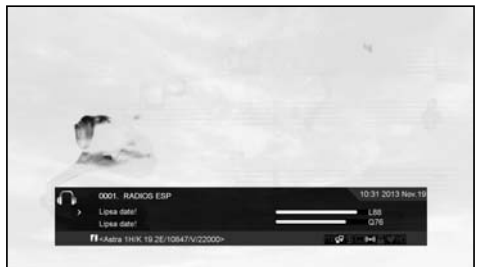 0001. RADIOS ESP
10:31 2013 Nov.19
Lipsa date!
L88
Lipsa date!
Q76
<Astra 1H/K 19.2E/10847/V/22000>